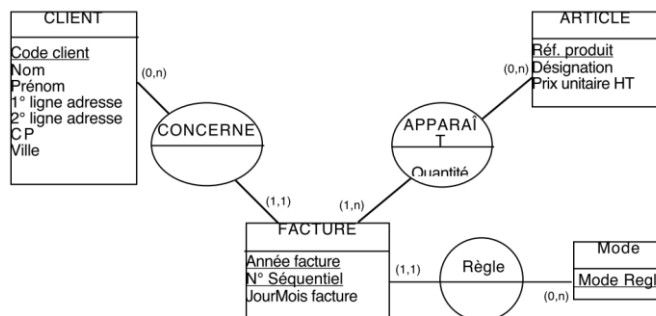 CLIENT
Code client
Nom
Prénom
1° ligne adresse
2° ligne adresse
CP
Ville
(0,n)
CONCERNE
(1,1)
ARTICLE
Réf. produit
Désignation
Prix unitaire HT
(0,n)
APPARAÎ
T
Quantité
(1,n)
FACTURE
Année facture
N° Séquentiel
JourMois facture
(1,1)
Règle
(0,n)
Mode
Mode Regl